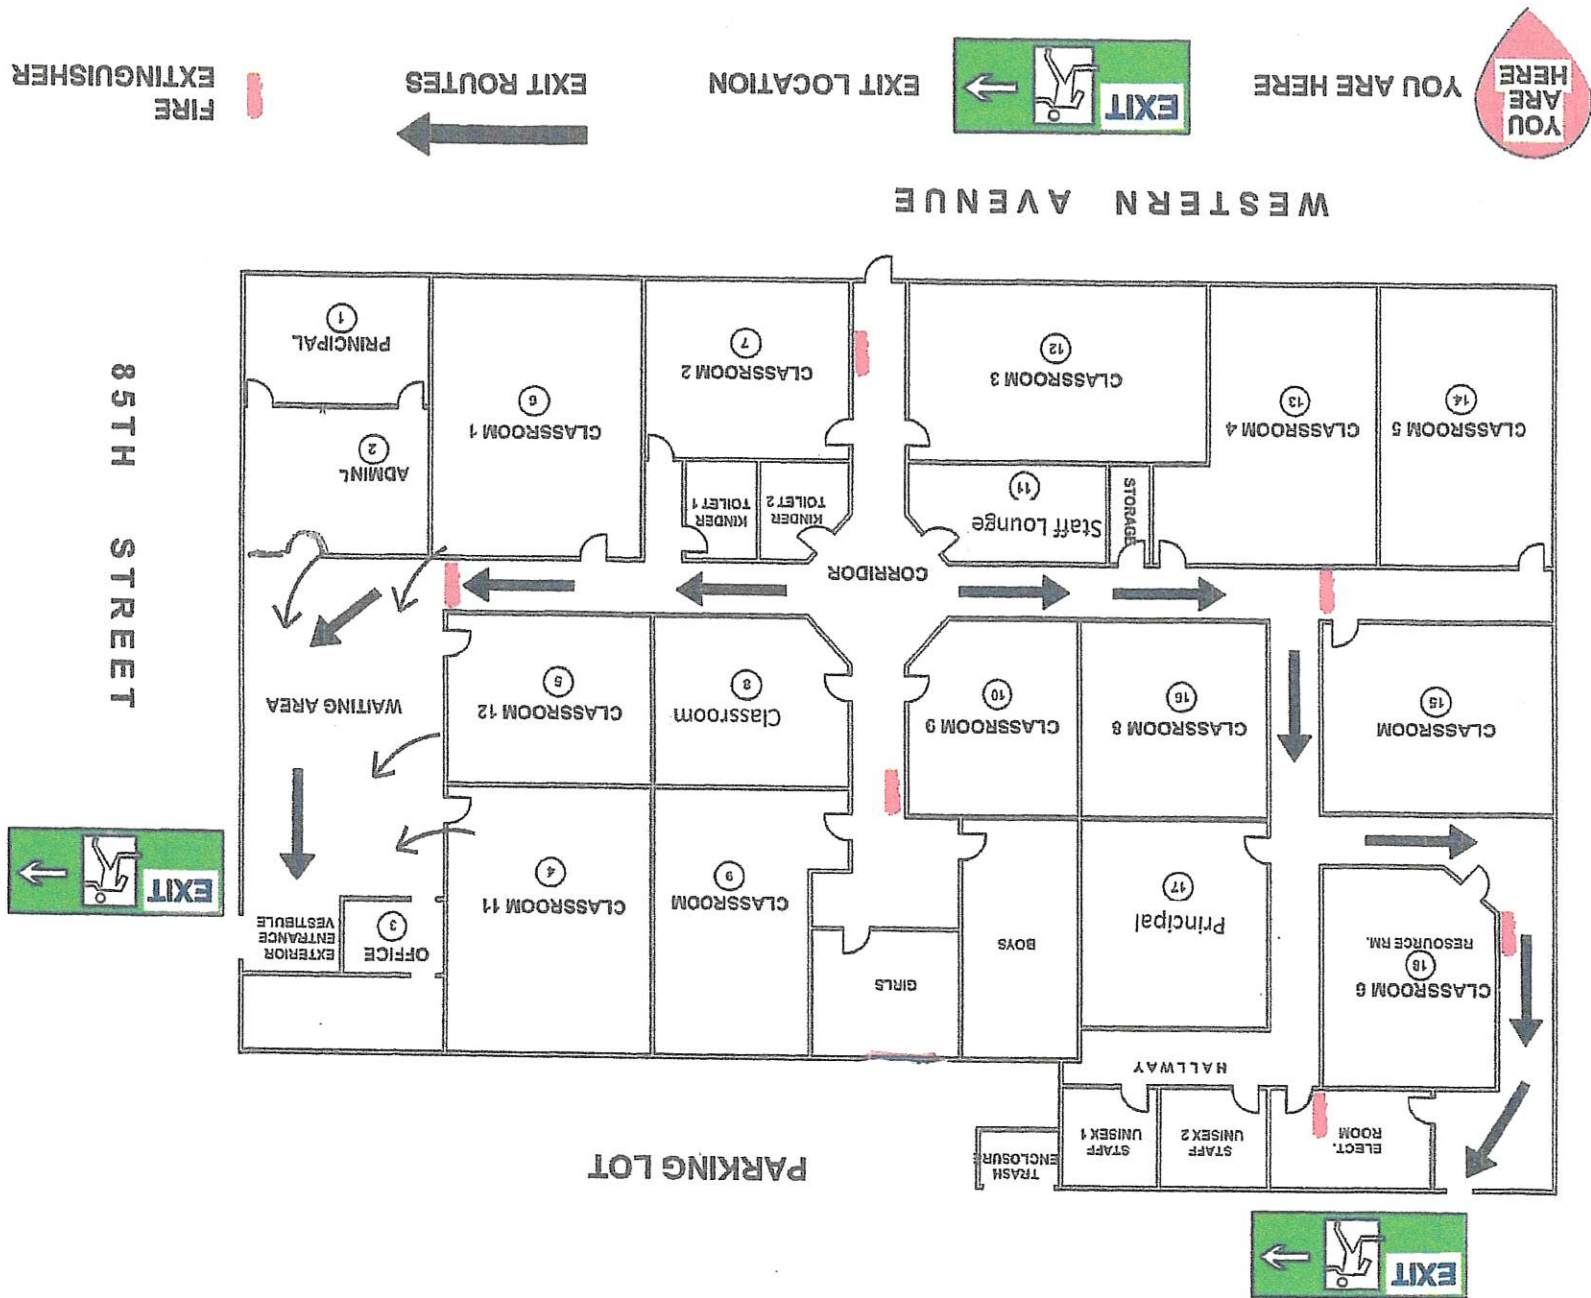 EXIT
PARKING LOT
ELECT.
ROOM
STAFF
UNISEX 2
STAFF
UNISEX 1
TRASH
ENCLOSURE
HALLWAY
CLASSROOM 6
18
RESOURCE RM.
Principal
17
BOYS
GIRLS
CLASSROOM
9
CLASSROOM 11
4
OFFICE
3
EXTERIOR
ENTRANCE
VESTIBULE
EXIT
CLASSROOM
15
CLASSROOM 8
16
CLASSROOM 9
10
Classroom
8
CLASSROOM 12
5
WAITING AREA
CORRIDOR
STORAGE
Staff Lounge
11
KINDER
TOILET 2
KINDER
TOILET 1
CLASSROOM 5
14
CLASSROOM 4
13
CLASSROOM 3
12
CLASSROOM 2
7
CLASSROOM 1
6
ADMIN'L
2
PRINCIPAL
1
85TH STREET
WESTERN AVENUE
YOU
ARE
HERE
YOU ARE HERE
EXIT
EXIT LOCATION
EXIT ROUTES
FIRE
EXTINGUISHER